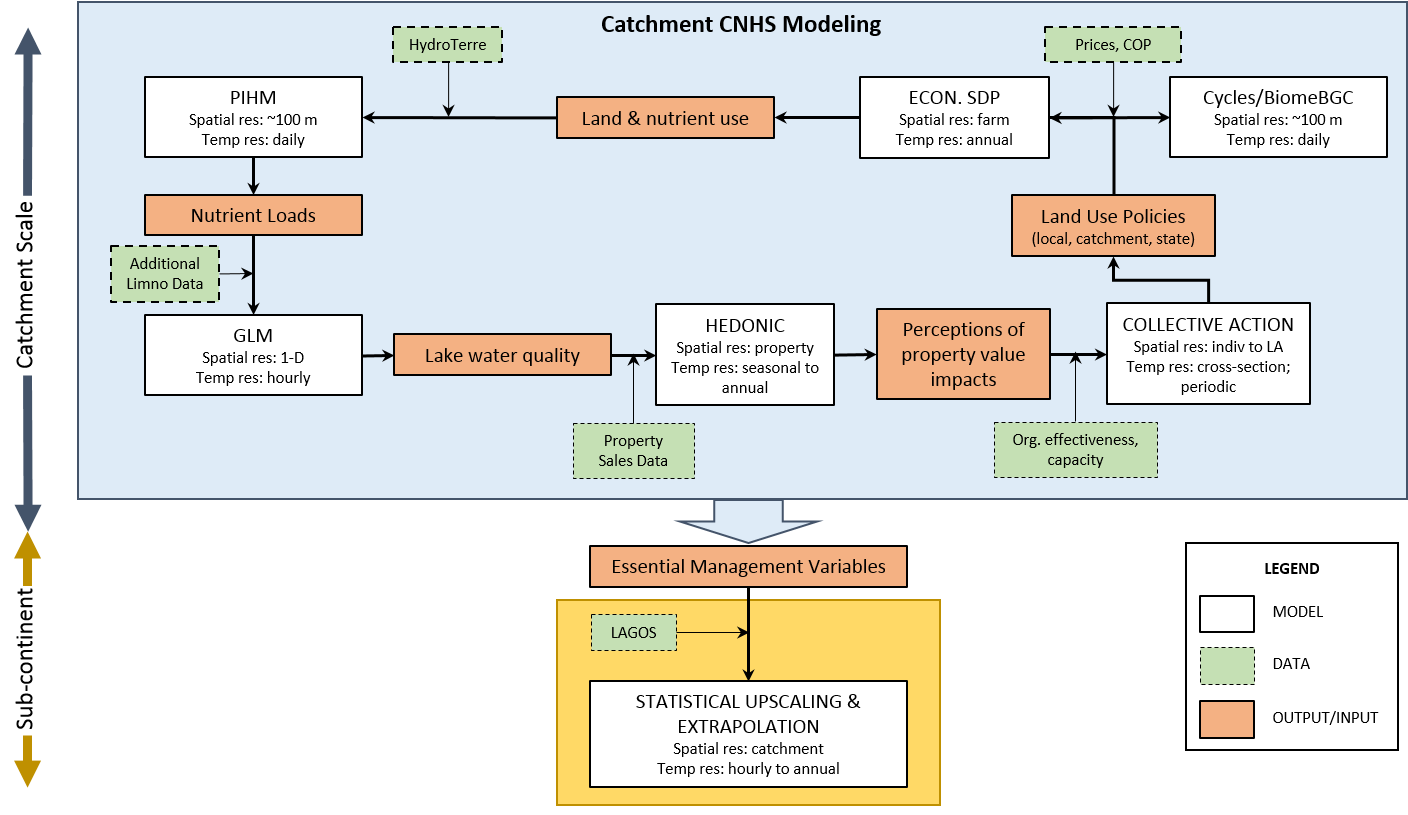 Catchment CNHS Modeling
HydroTerre
Prices, COP
PIHM
Spatial res: ~100 m
Temp res: daily
Land & nutrient use
ECON. SDP
Spatial res: farm
Temp res: annual
Cycles/BiomeBGC
Spatial res: ~100 m
Temp res: daily
Nutrient Loads
Land Use Policies
(local, catchment, state)
Additional
Limno Data
GLM
Spatial res: 1-D
Temp res: hourly
Lake water quality
HEDONIC
Spatial res: property
Temp res: seasonal to
annual
Perceptions of
property value
impacts
COLLECTIVE ACTION
Spatial res: indiv to LA
Temp res: cross-section;
periodic
Property
Sales Data
Org. effectiveness,
capacity
Catchment Scale
Sub-continent
Essential Management Variables
LAGOS
STATISTICAL UPSCALING &
EXTRAPOLATION
Spatial res: catchment
Temp res: hourly to annual
LEGEND
MODEL
DATA
OUTPUT/INPUT